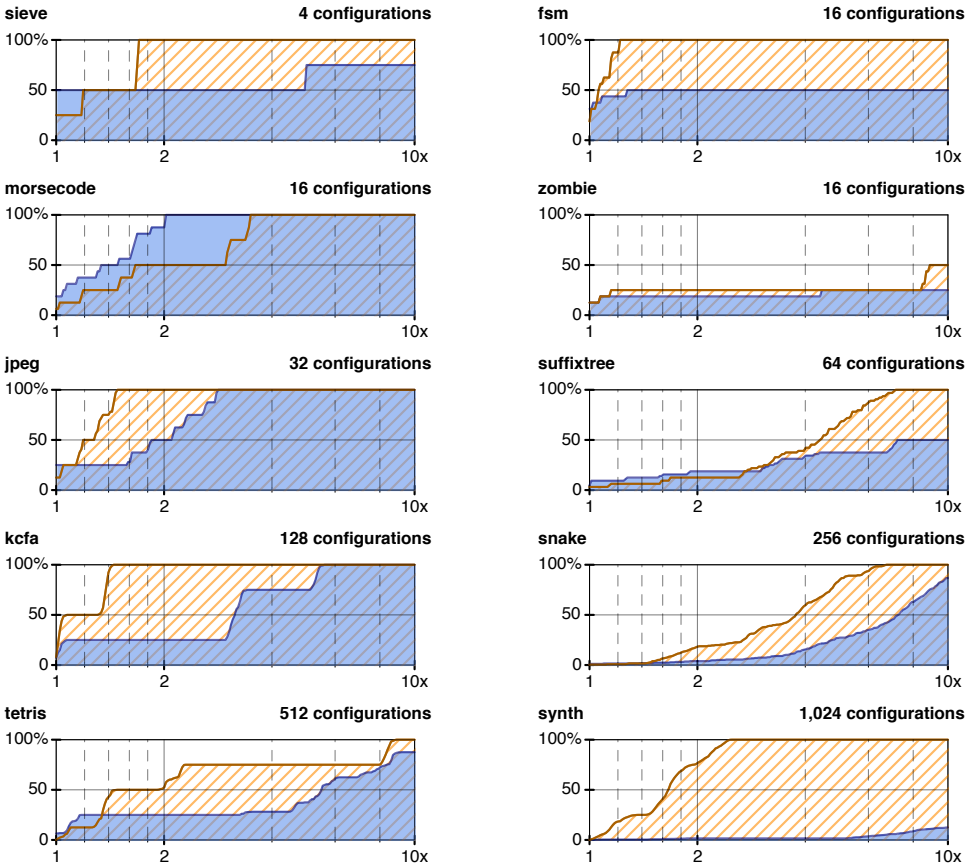 sieve 4 configurations
100%
50
0
1 2 10x
fsm 16 configurations
100%
50
0
1 2 10x
morsecode 16 configurations
100%
50
0
1 2 10x
zombie 16 configurations
100%
50
0
1 2 10x
jpeg 32 configurations
100%
50
0
1 2 10x
suffixtree 64 configurations
100%
50
0
1 2 10x
kcfa 128 configurations
100%
50
0
1 2 10x
snake 256 configurations
100%
50
0
1 2 10x
tetris 512 configurations
100%
50
0
1 2 10x
synth 1,024 configurations
100%
50
0
1 2 10x